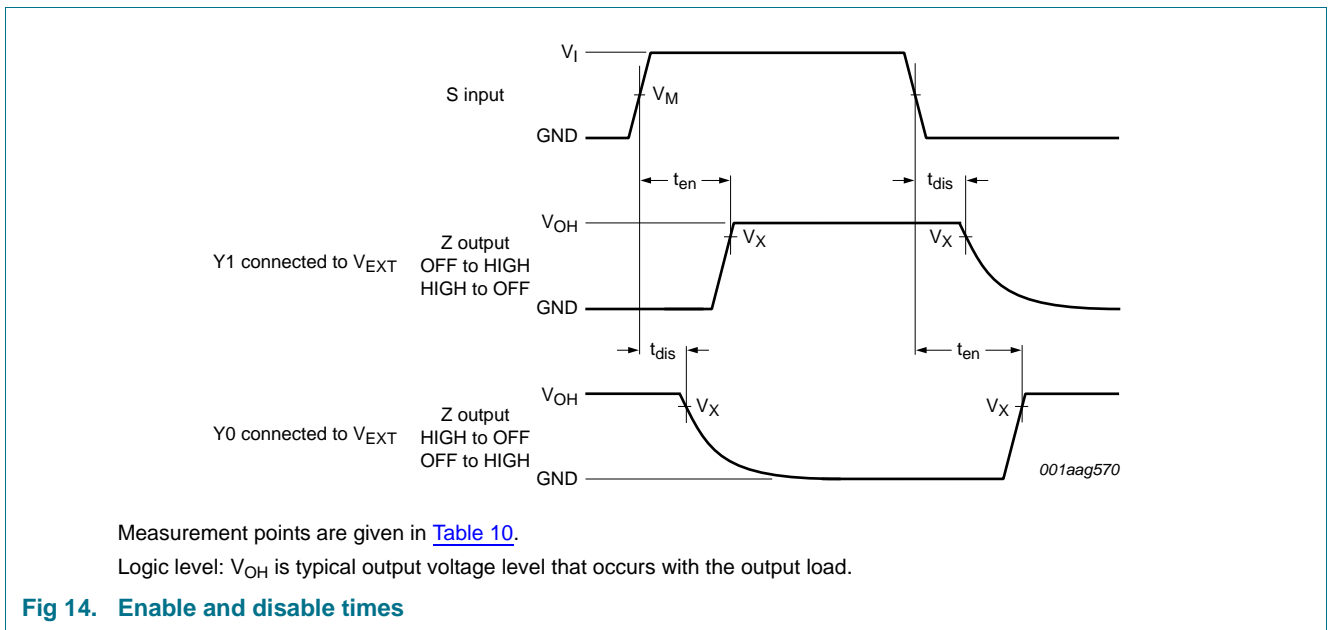 V_I
S input
V_M
GND
t_en
t_dis
V_OH
V_X
V_X
Y1 connected to V_EXT
Z output
OFF to HIGH
HIGH to OFF
GND
t_dis
t_en
V_OH
V_X
V_X
Y0 connected to V_EXT
Z output
HIGH to OFF
OFF to HIGH
GND
001aag570
Measurement points are given in Table 10.
Logic level: V_OH is typical output voltage level that occurs with the output load.
Fig 14. Enable and disable times